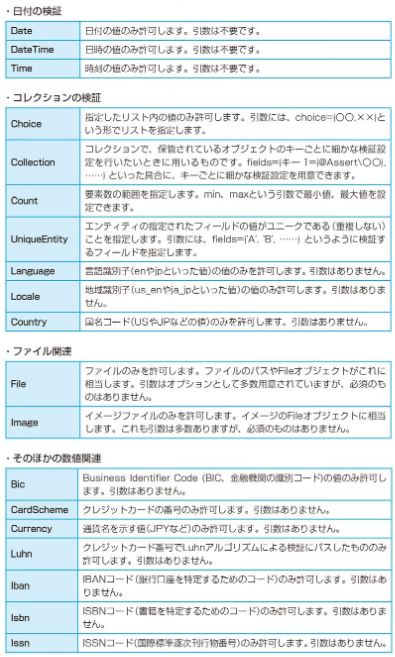 ・日付の検証
Date
日付の値のみ許可します。引数は不要です。
DateTime
日時の値のみ許可します。引数は不要です。
Time
時刻の値のみ許可します。引数は不要です。
・コレクションの検証
Choice
指定したリスト内の値のみ許可します。引数には、choice={〇〇,××}と
いう形でリストを指定します。
Collection
コレクションで、保管されているオブジェクトのキーごとに細かな検証設
定を行いたいときに用いるものです。fields={キー1={@Assert\〇〇},
……} といった具合に、キーごとに細かな検証設定を用意できます。
Count
要素数の範囲を指定します。min、maxという引数で最小値、最大値を設
定できます。
UniqueEntity
エンティティの指定されたフィールドの値がユニークである(重複しない)
ことを指定します。引数には、fields={'A', 'B', ……} というように検証す
るフィールドを指定します。
Language
言語識別子(enやjpといった値)の値のみを許可します。引数はありません。
Locale
地域識別子(us_enやja_jpといった値)の値のみ許可します。引数はありま
せん。
Country
国名コード(USやJPなどの値)のみを許可します。引数はありません。
・ファイル関連
File
ファイルのみを許可します。ファイルのパスやFileオブジェクトがこれに
相当します。引数はオプションとして多数用意されていますが、必須のも
のはありません。
Image
イメージファイルのみを許可します。イメージのFileオブジェクトに相当
します。これも引数は多数ありますが、必須のものはありません。
・そのほかの数値関連
Bic
Business Identifier Code (BIC、金融機関の識別コード)の値のみ許可し
ます。引数はありません。
CardScheme
クレジットカードの番号のみ許可します。引数はありません。
Currency
通貨名を示す値(JPYなど)のみ許可します。引数はありません。
Luhn
クレジットカード番号でLuhnアルゴリズムによる検証にパスしたもののみ
許可します。引数はありません。
Iban
IBANコード(銀行口座を特定するためのコード)のみ許可します。引数はあ
りません。
Isbn
ISBNコード(書籍を特定するためのコード)のみ許可します。引数はありま
せん。
Issn
ISSNコード(国際標準逐次刊行物番号)のみ許可します。引数はありません。